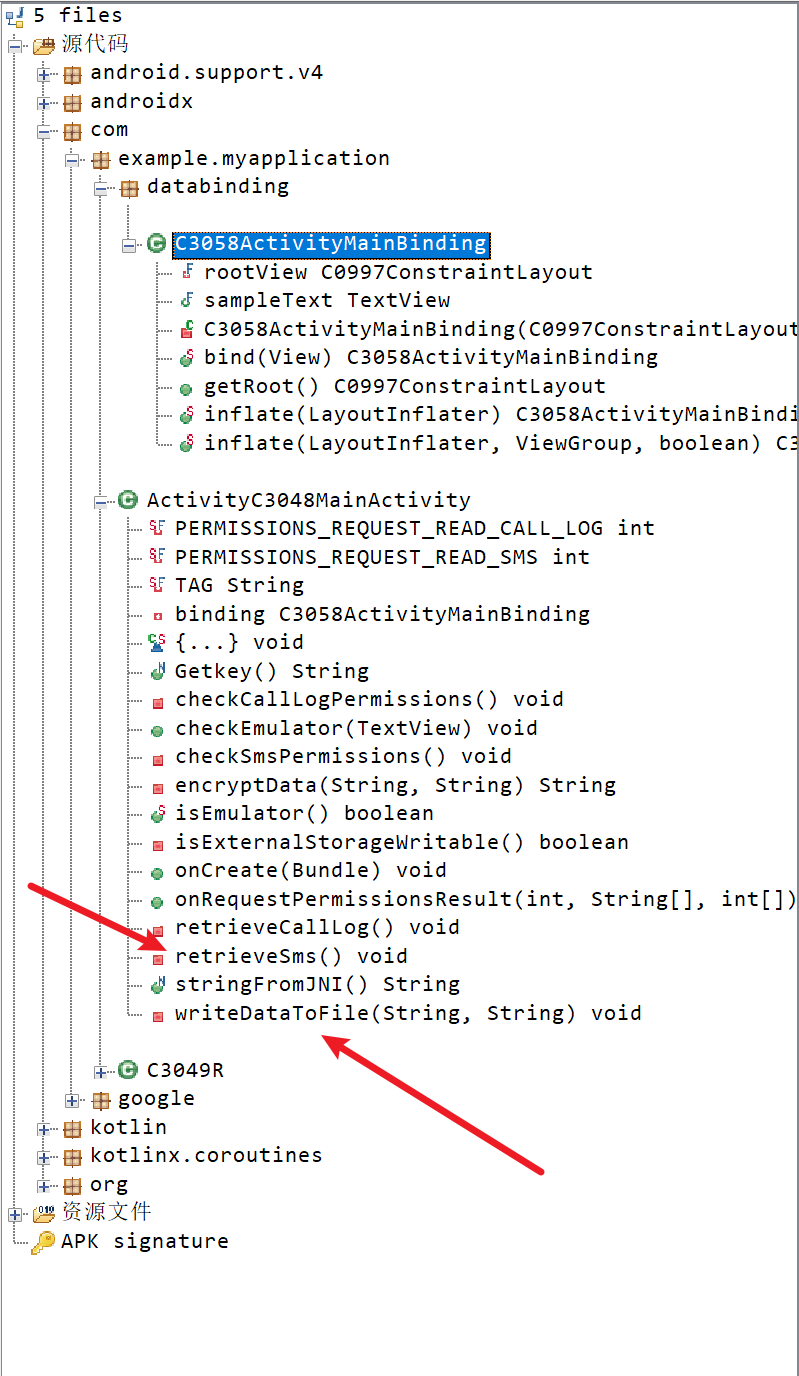 5 files
源代码
android.support.v4
androidx
com
example.myapplication
databinding
C3058ActivityMainBinding
rootView C0997ConstraintLayout
sampleText TextView
C3058ActivityMainBinding(C0997ConstraintLayout
bind(View) C3058ActivityMainBinding
getRoot() C0997ConstraintLayout
inflate(LayoutInflater) C3058ActivityMainBindi
inflate(LayoutInflater, ViewGroup, boolean) C3
ActivityC3048MainActivity
PERMISSIONS_REQUEST_READ_CALL_LOG int
PERMISSIONS_REQUEST_READ_SMS int
TAG String
binding C3058ActivityMainBinding
{...} void
Getkey() String
checkCallLogPermissions() void
checkEmulator(TextView) void
checkSmsPermissions() void
encryptData(String, String) String
isEmulator() boolean
isExternalStorageWritable() boolean
onCreate(Bundle) void
onRequestPermissionsResult(int, String[], int[])
retrieveCallLog() void
retrieveSms() void
stringFromJNI() String
writeDataToFile(String, String) void
C3049R
google
kotlin
kotlinx.coroutines
org
资源文件
APK signature